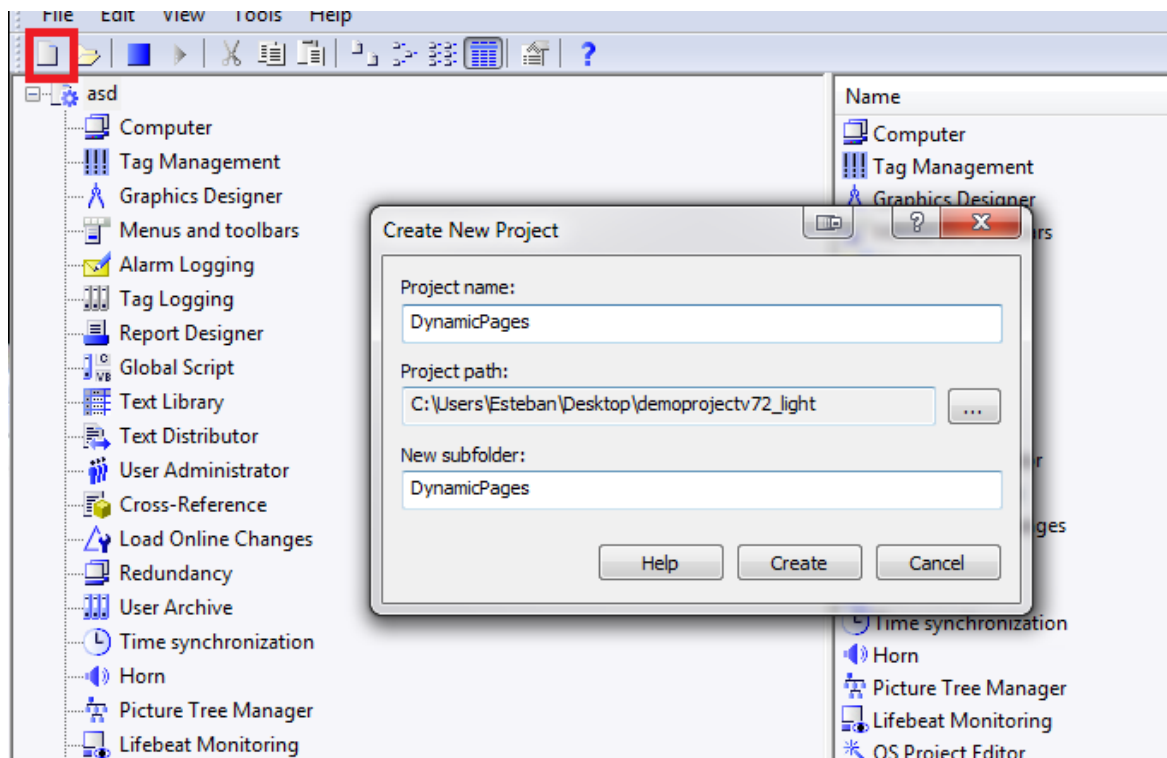 File Edit View Tools Help
asd
Computer
Tag Management
Graphics Designer
Menus and toolbars
Alarm Logging
Tag Logging
Report Designer
Global Script
Text Library
Text Distributor
User Administrator
Cross-Reference
Load Online Changes
Redundancy
User Archive
Time synchronization
Horn
Picture Tree Manager
Lifebeat Monitoring
Name
Computer
Tag Management
Graphics Designer
rs
r
ges
Time synchronization
Horn
Picture Tree Manager
Lifebeat Monitoring
OS Project Editor
Create New Project
Project name:
DynamicPages
Project path:
C:\Users\Esteban\Desktop\demoprojectv72_light
...
New subfolder:
DynamicPages
Help Create Cancel